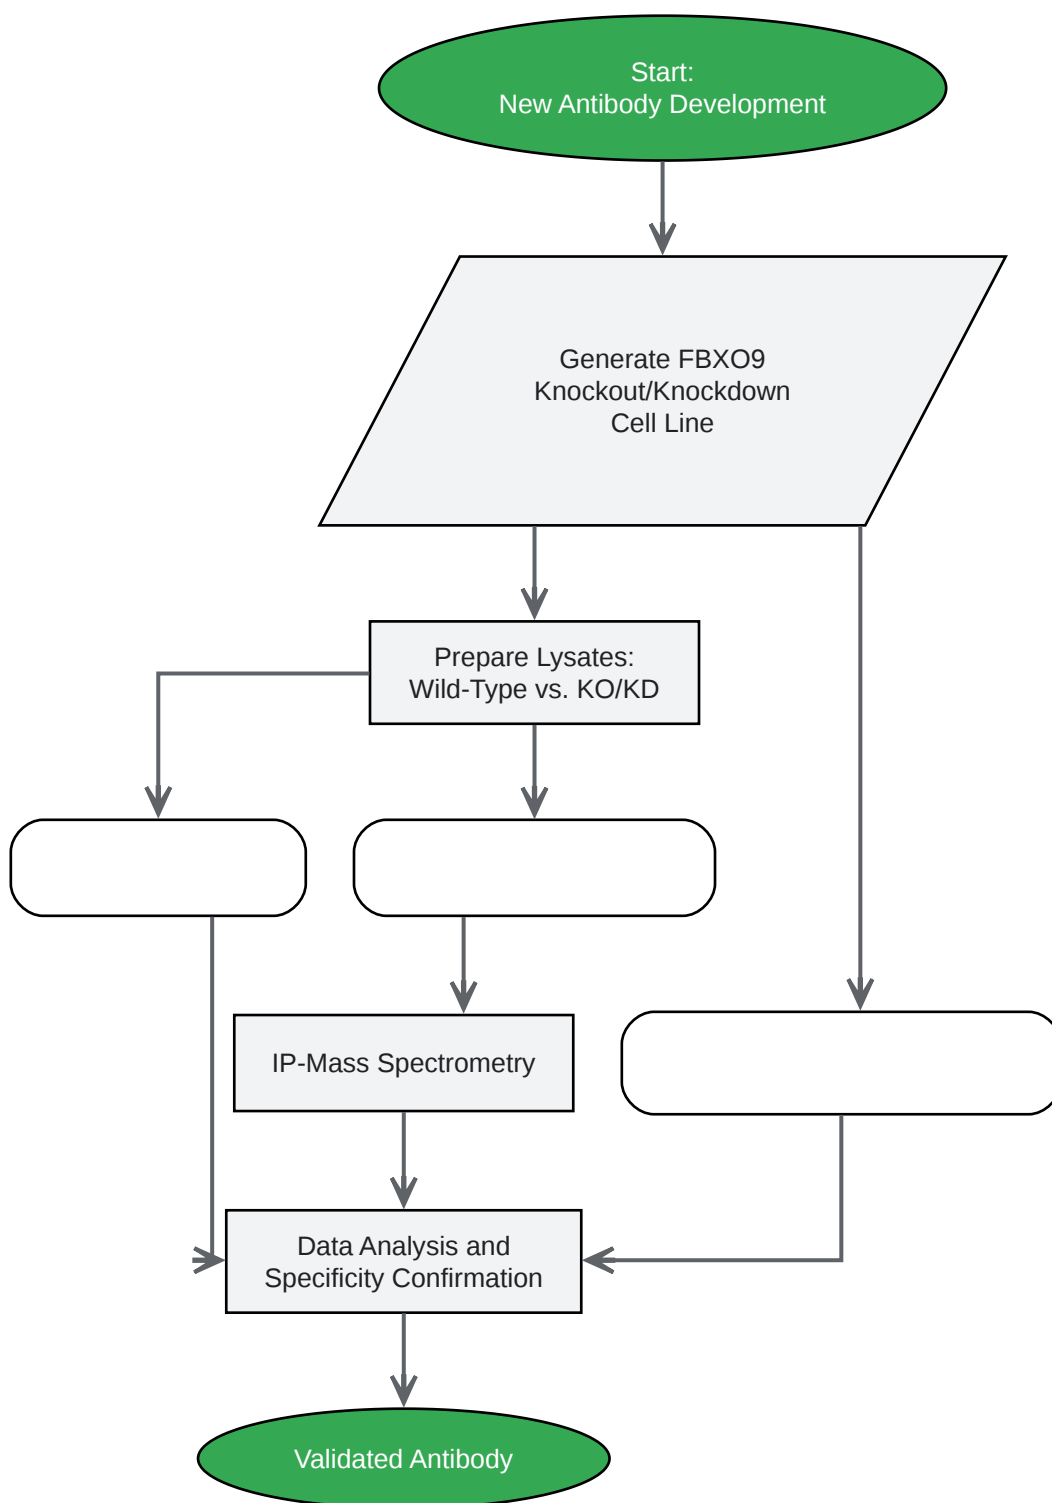 Start:
New Antibody Development
Generate FBXO9
Knockout/Knockdown
Cell Line
Prepare Lysates:
Wild-Type vs. KO/KD
IP-Mass Spectrometry
Data Analysis and
Specificity Confirmation
Validated Antibody